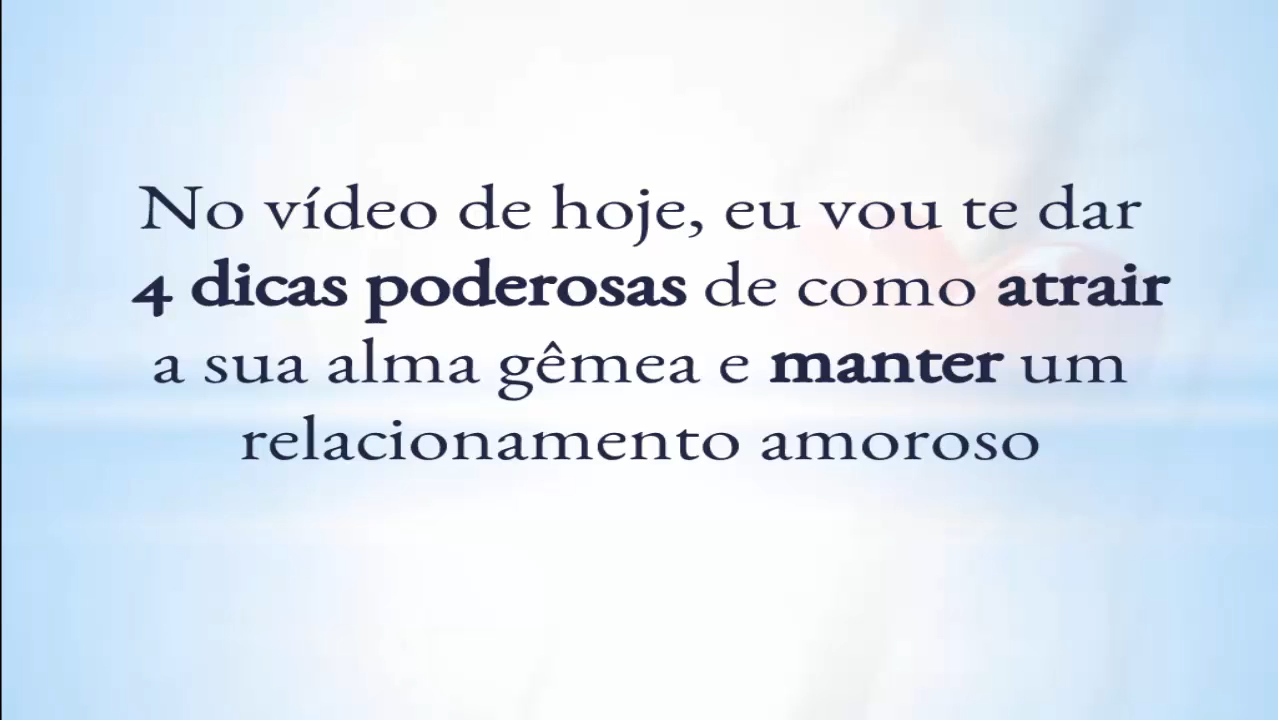 No vídeo de hoje, eu vou te dar
4 dicas poderosas de como atrair
a sua alma gêmea e manter um
relacionamento amoroso